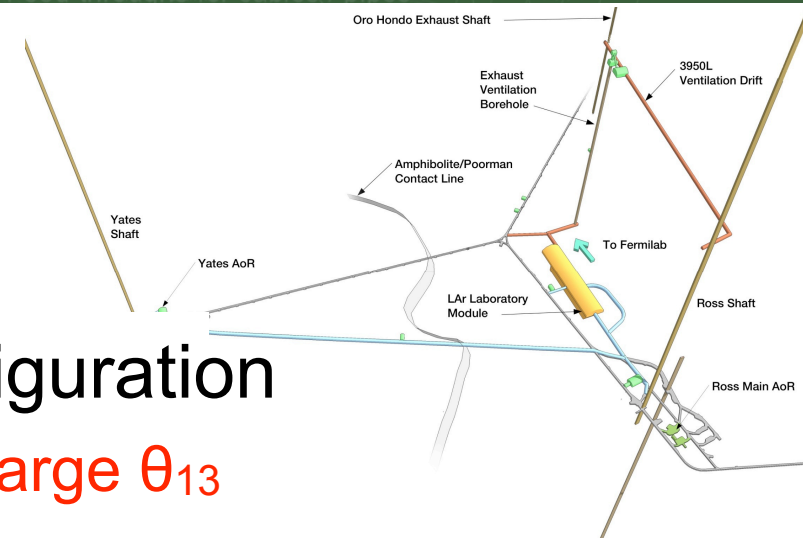 Oro Hondo Exhaust Shaft
3950L
Ventilation Drift
Exhaust
Ventilation
Borehole
Amphibolite/Poorman
Contact Line
Yates
Shaft
To Fermilab
Yates AoR
LAr Laboratory
Module
Ross Shaft
iguration
Ross Main AoR
arge θ13